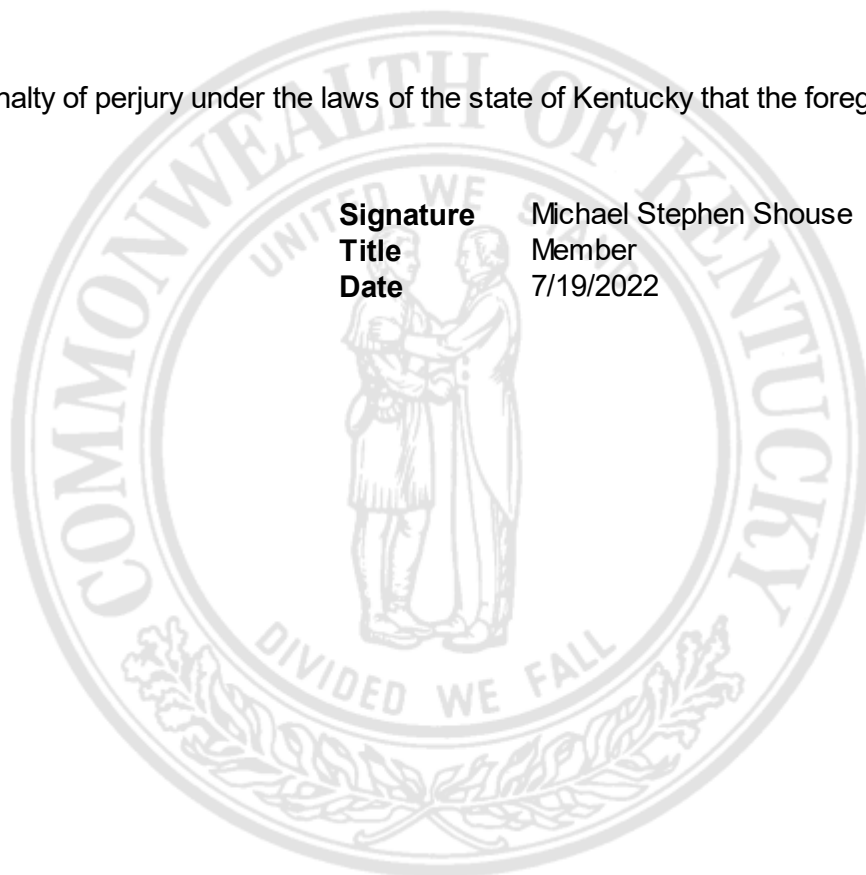 nalty of perjury under the laws of the state of Kentucky that the foreg
Signature Michael Stephen Shouse
Title Member
Date 7/19/2022
COMMONWEALTH OF KENTUCKY
UNITED WE STAND
DIVIDED WE FALL